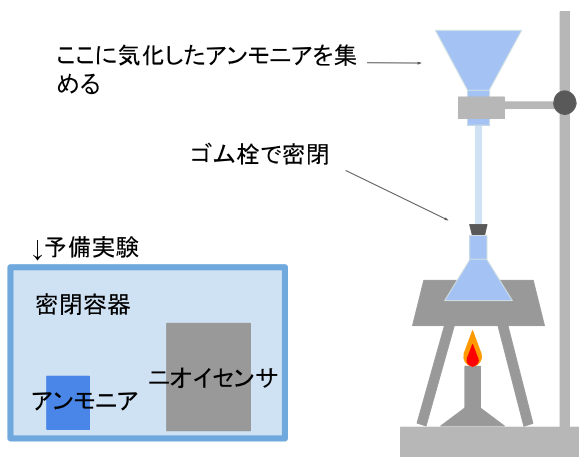 ここに気化したアンモニアを集
める
ゴム栓で密閉
↓予備実験
密閉容器
ニオイセンサ
アンモニア